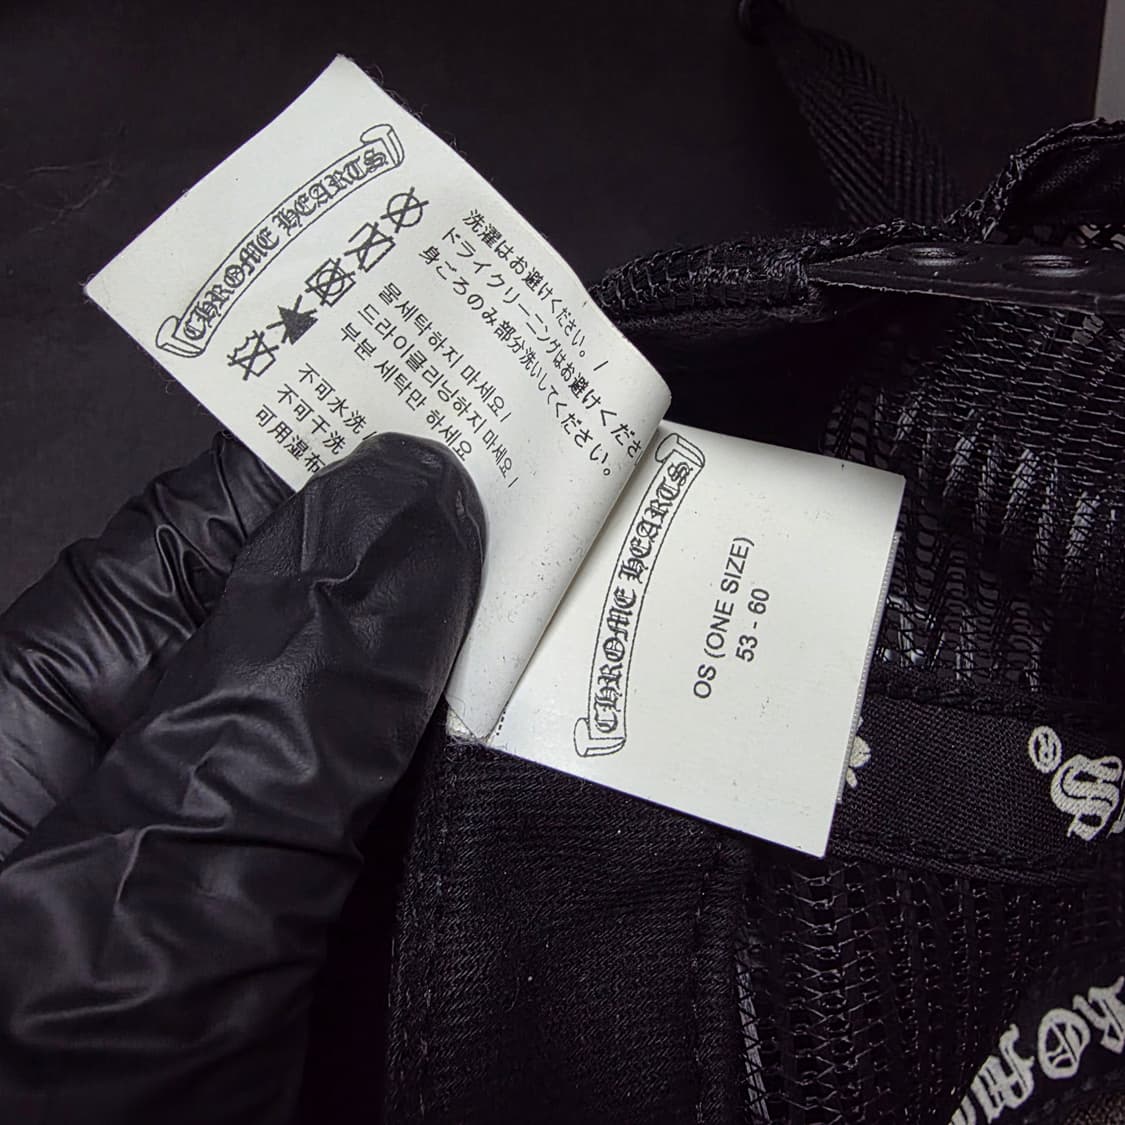 CHROME HEARTS
洗濯はお避けください。/
ドライクリーニングはお避けくださ
身ごろのみ部分洗いしてください。
물세탁하지 마세요/
드라이클리닝하지 마세요/
부분 세탁만 하세요
不可水洗
不可干洗
可用湿布
CHROME HEARTS
OS (ONE SIZE)
53 - 60
®